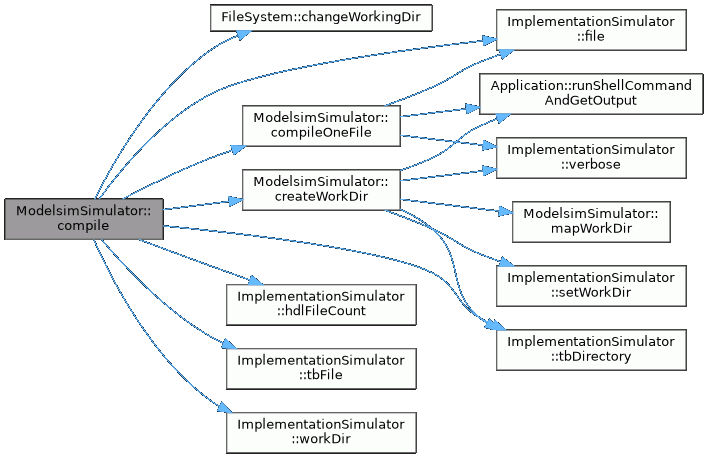 FileSystem::changeWorkingDir
ImplementationSimulator
::file
Application::runShellCommand
AndGetOutput
ModelsimSimulator::
compileOneFile
ImplementationSimulator
::verbose
ModelsimSimulator::
createWorkDir
ModelsimSimulator::
compile
ModelsimSimulator::
mapWorkDir
ImplementationSimulator
::setWorkDir
ImplementationSimulator
::hdlFileCount
ImplementationSimulator
::tbDirectory
ImplementationSimulator
::tbFile
ImplementationSimulator
::workDir